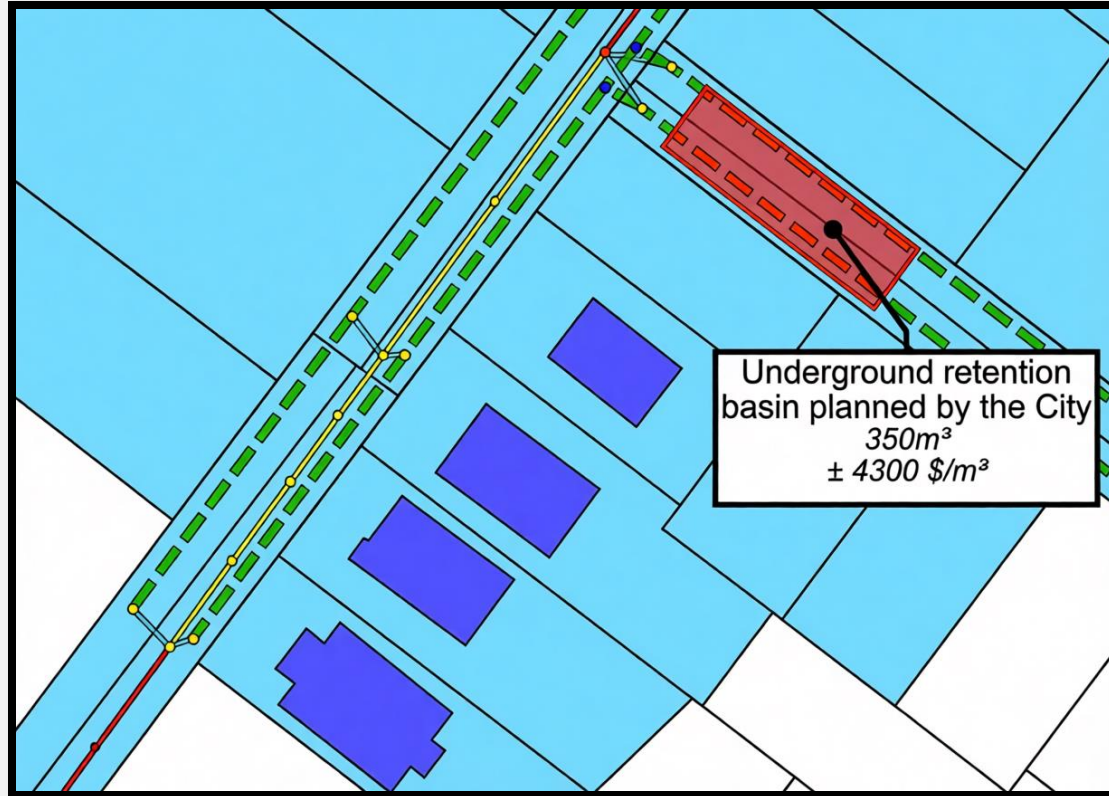 Underground retention
basin planned by the City
350m³
± 4300 $/m³